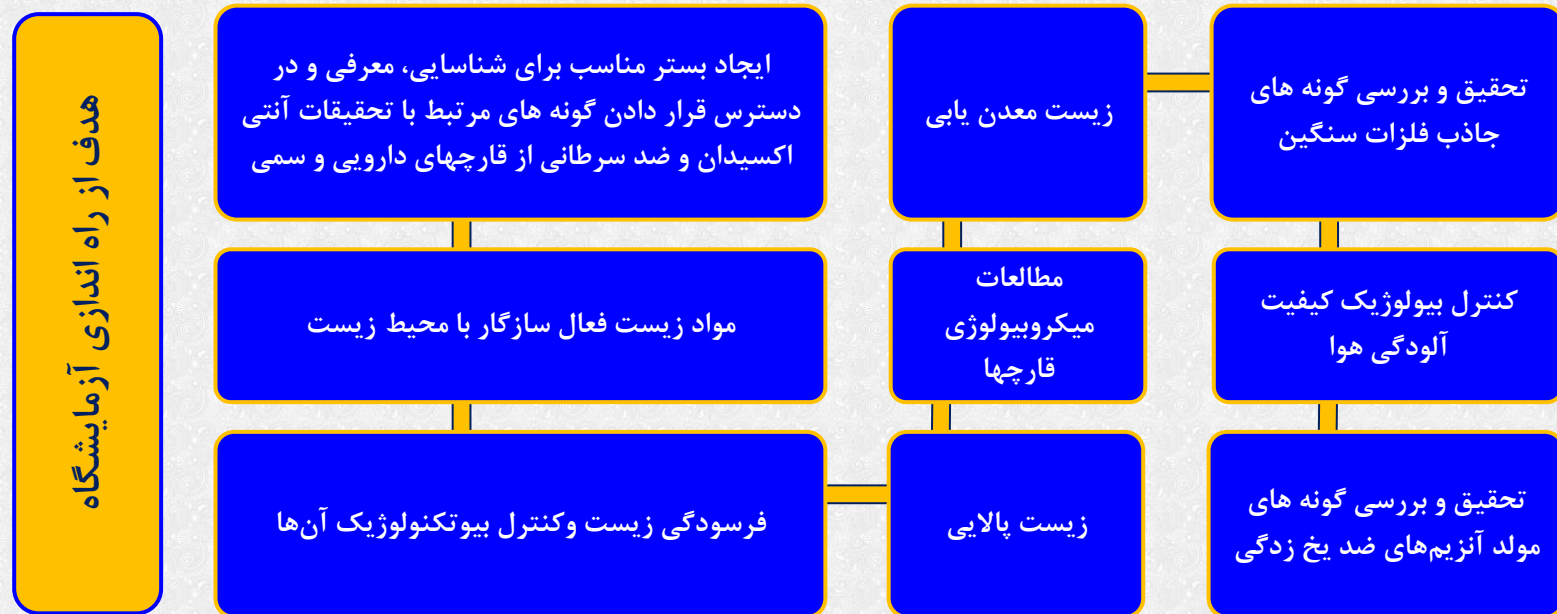 هدف از راه اندازی آزمایشگاه
تحقیق و بررسی گونه های
جاذب فلزات سنگین
زیست معدن یابی
ایجاد بستر مناسب برای شناسایی، معرفی و در
دسترس قرار دادن گونه های مرتبط با تحقیقات آنتی
اکسیدان و ضد سرطانی از قارچهای دارویی و سمی
کنترل بیولوژیک کیفیت
آلودگی هوا
مطالعات
میکروبیولوژی
قارچها
مواد زیست فعال سازگار با محیط زیست
تحقیق و بررسی گونه های
مولد آنزیم‌های ضد یخ زدگی
زیست پالایی
فرسودگی زیست وکنترل بیوتکنولوژیک آن‌ها